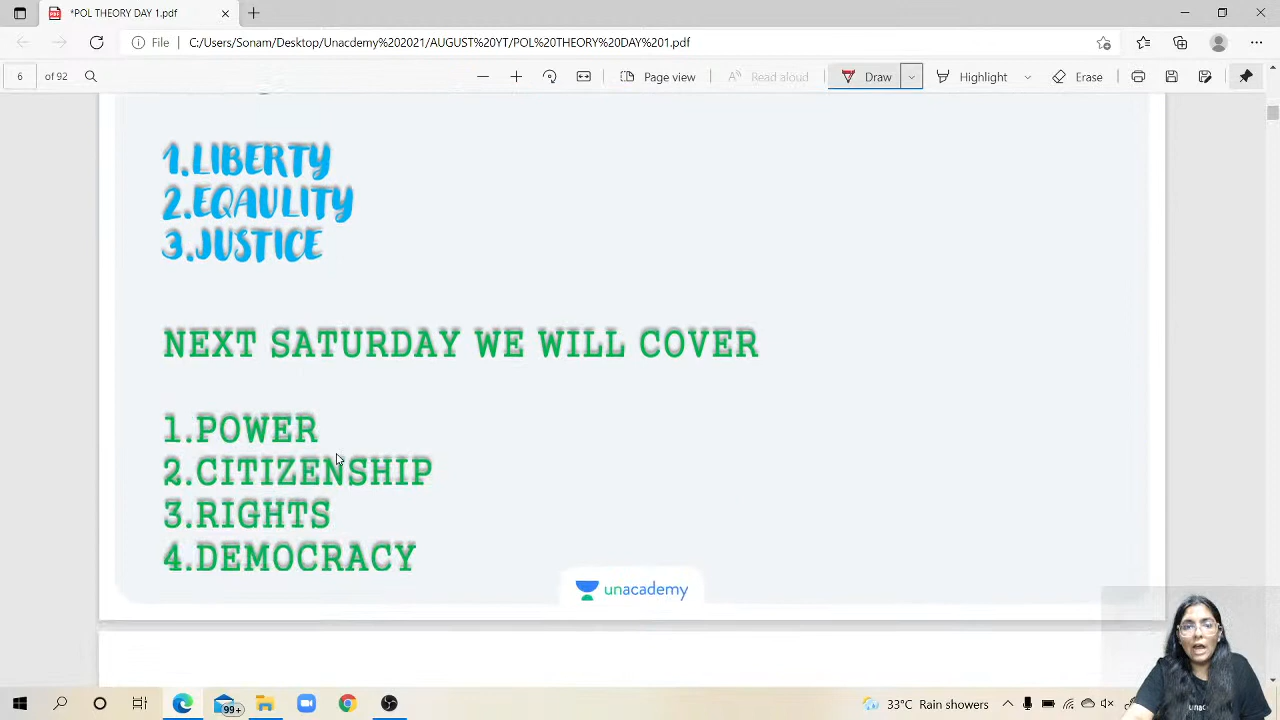 *POL THEORY DAY 1.pdf
File C:/Sonam/Desktop/Unacdemy%202021/AUGUST%20YT/POL%20THEORY%20DAY%201.pdf
6 of 92 Page view Read aloud Draw Highlight Erase
1.LIBERTY
2.EQAULITY
3.JUSTICE
NEXT SATURDAY WE WILL COVER
1.POWER
2.CITIZENSHIP
3.RIGHTS
4.DEMOCRACY
unacademy
99+ 33°C Rain showers